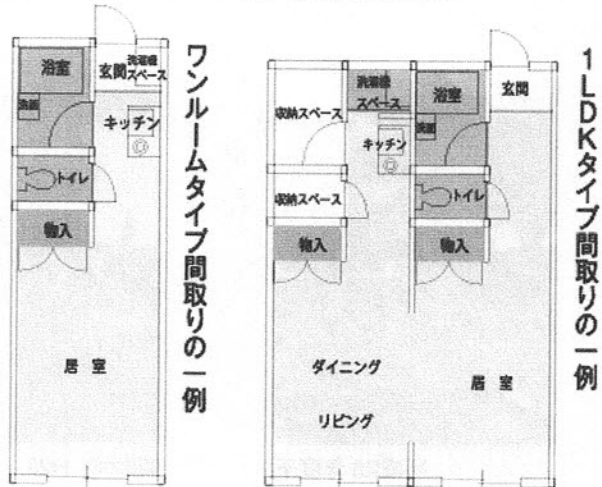 浴室
玄関
洗濯機
スペース
洗面
キッチン
トイレ
物入
居室
ワンルームタイプ間取りの一例
収納スペース
洗濯機
スペース
浴室
玄関
洗面
キッチン
収納スペース
トイレ
物入
物入
ダイニング
リビング
居室
1LDKタイプ間取りの一例